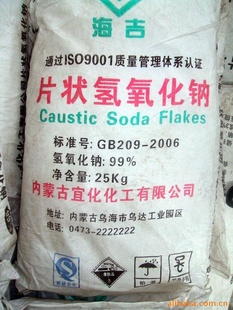 海吉
通过ISO9001质量管理体系认证
片状氢氧化钠
Caustic Soda Flakes
标准号: GB209-2006
氢氧化钠: 99%
净重: 25Kg
内蒙古宜化化工有限公司
地址: 内蒙古乌海市乌达工业园区
电话: 0473-2222222